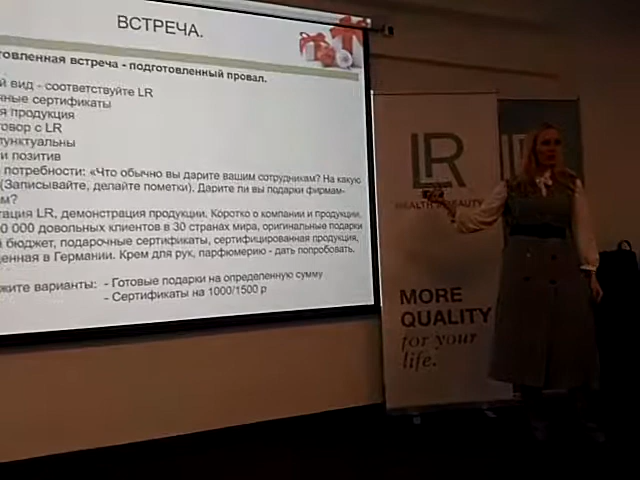 ВСТРЕЧА.
товленная встреча - подготовленный провал.
й вид - соответствуйте LR
ные сертификаты
я продукция
овор с LR
унктуальны
и позитив
потребности: «Что обычно вы дарите вашим сотрудникам? На какую
(Записывайте, делайте пометки). Дарите ли вы подарки фирмам-
м?
тация LR, демонстрация продукции. Коротко о компании и продукции.
0 000 довольных клиентов в 30 странах мира, оригинальные подарки
й бюджет, подарочные сертификаты, сертифицированная продукция,
енная в Германии. Крем для рук, парфюмерию - дать попробовать.
жите варианты: - Готовые подарки на определенную сумму
- Сертификаты на 1000/1500 р
LR
HEALTH & BEAUTY
MORE
QUALITY
for your
life.
LR